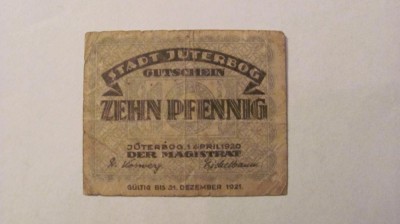 STADT JÜTERBOG
GUTSCHEIN
ZEHN PFENNIG
JÜTERBOG, 1. APRIL 1920
DER MAGISTRAT
GÜLTIG BIS 31. DEZEMBER 1921.